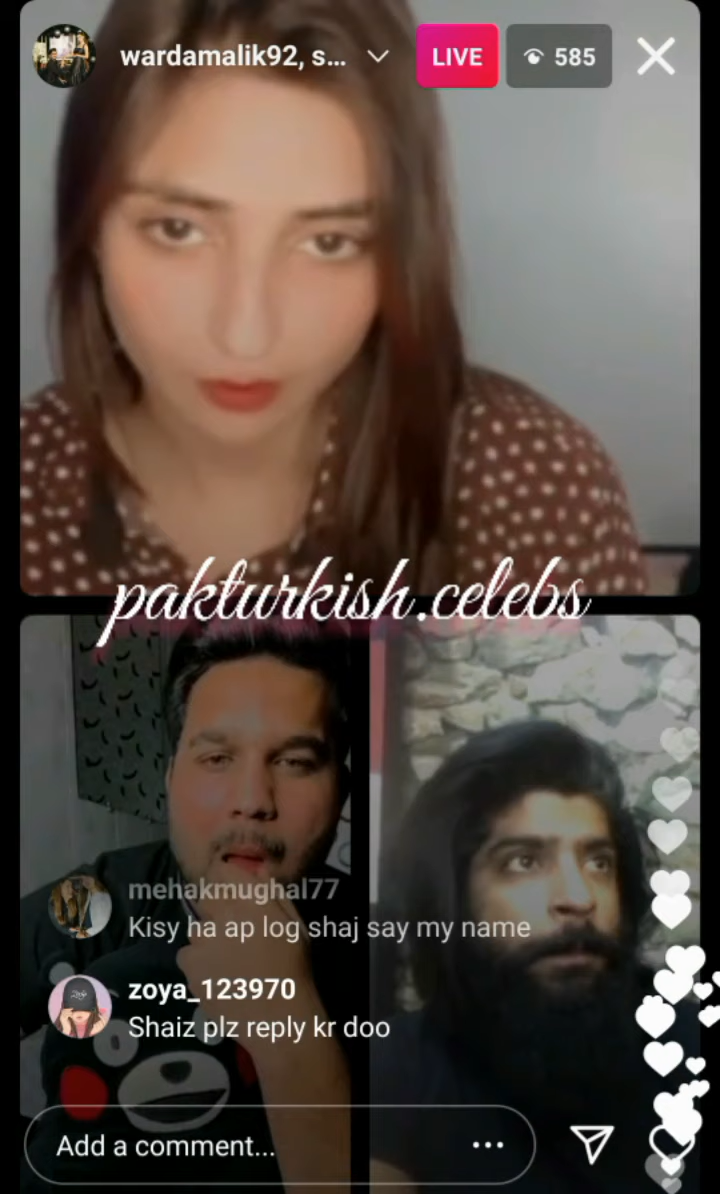 wardamalik92, s...
LIVE
585
pakturkish.celebs
mehakmughal77
Kisy ha ap log shaj say my name
zoya_123970
Shaiz plz reply kr doo
Add a comment...